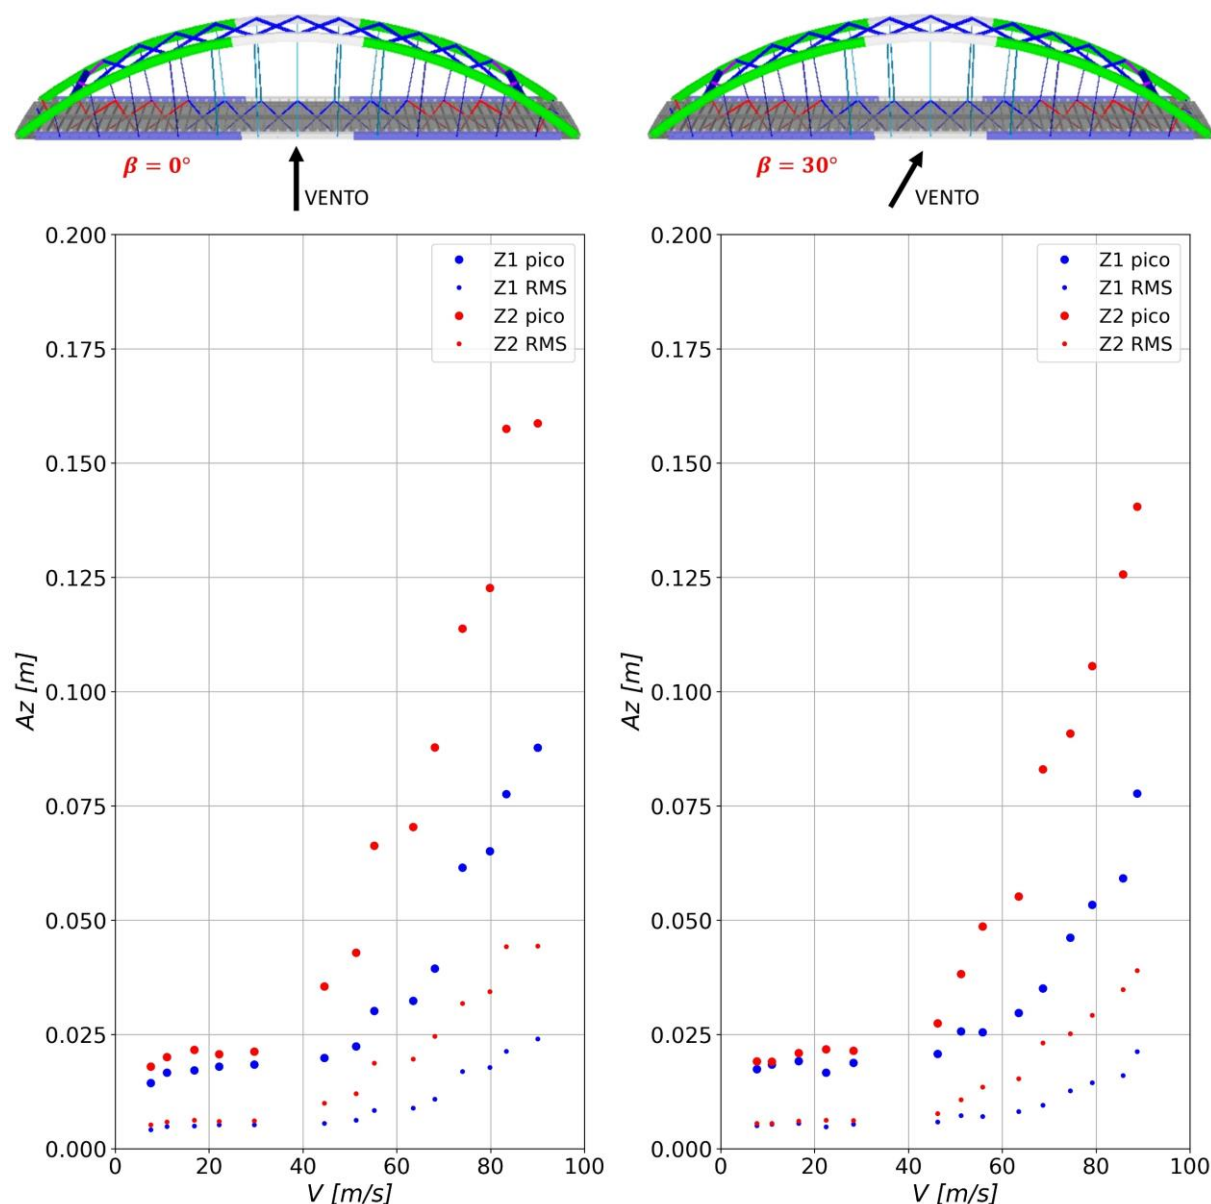 β = 0°
VENTO
β = 30°
VENTO
0.200
0.175
0.150
0.125
0.100
0.075
0.050
0.025
0.000
Az [m]
Z1 pico
Z1 RMS
Z2 pico
Z2 RMS
0 20 40 60 80 100
V [m/s]
0.200
0.175
0.150
0.125
0.100
0.075
0.050
0.025
0.000
Az [m]
Z1 pico
Z1 RMS
Z2 pico
Z2 RMS
0 20 40 60 80 100
V [m/s]